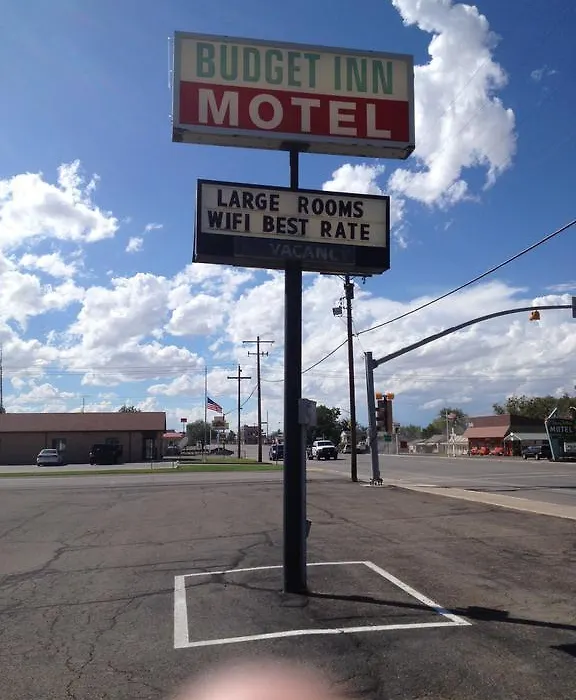 BUDGET INN
MOTEL
LARGE ROOMS
WIFI BEST RATE
VACANCY
MOTEL